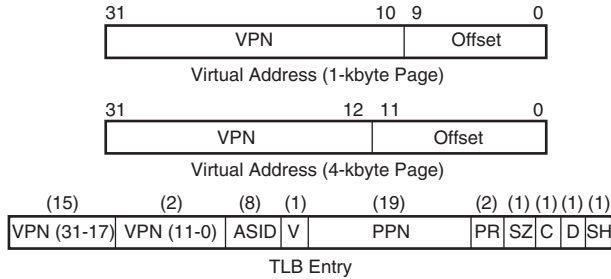 31 10 9 0
VPN Offset
Virtual Address (1-kbyte Page)
31 12 11 0
VPN Offset
Virtual Address (4-kbyte Page)
(15) (2) (8) (1) (19) (2) (1) (1) (1) (1)
VPN (31-17) VPN (11-0) ASID V PPN PR SZ C D SH
TLB Entry